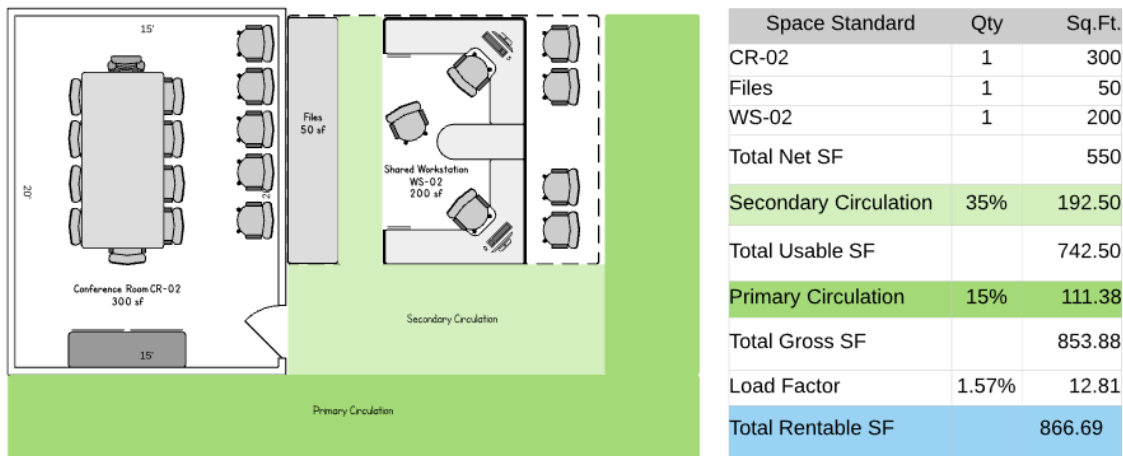 15'
20'
2
Conference Room CR-02
300 sf
15'
Files
50 sf
Shared Workstation
WS-02
200 sf
Secondary Circulation
Primary Circulation
Space Standard Qty Sq.Ft.
CR-02 1 300
Files 1 50
WS-02 1 200
Total Net SF 550
Secondary Circulation 35% 192.50
Total Usable SF 742.50
Primary Circulation 15% 111.38
Total Gross SF 853.88
Load Factor 1.57% 12.81
Total Rentable SF 866.69